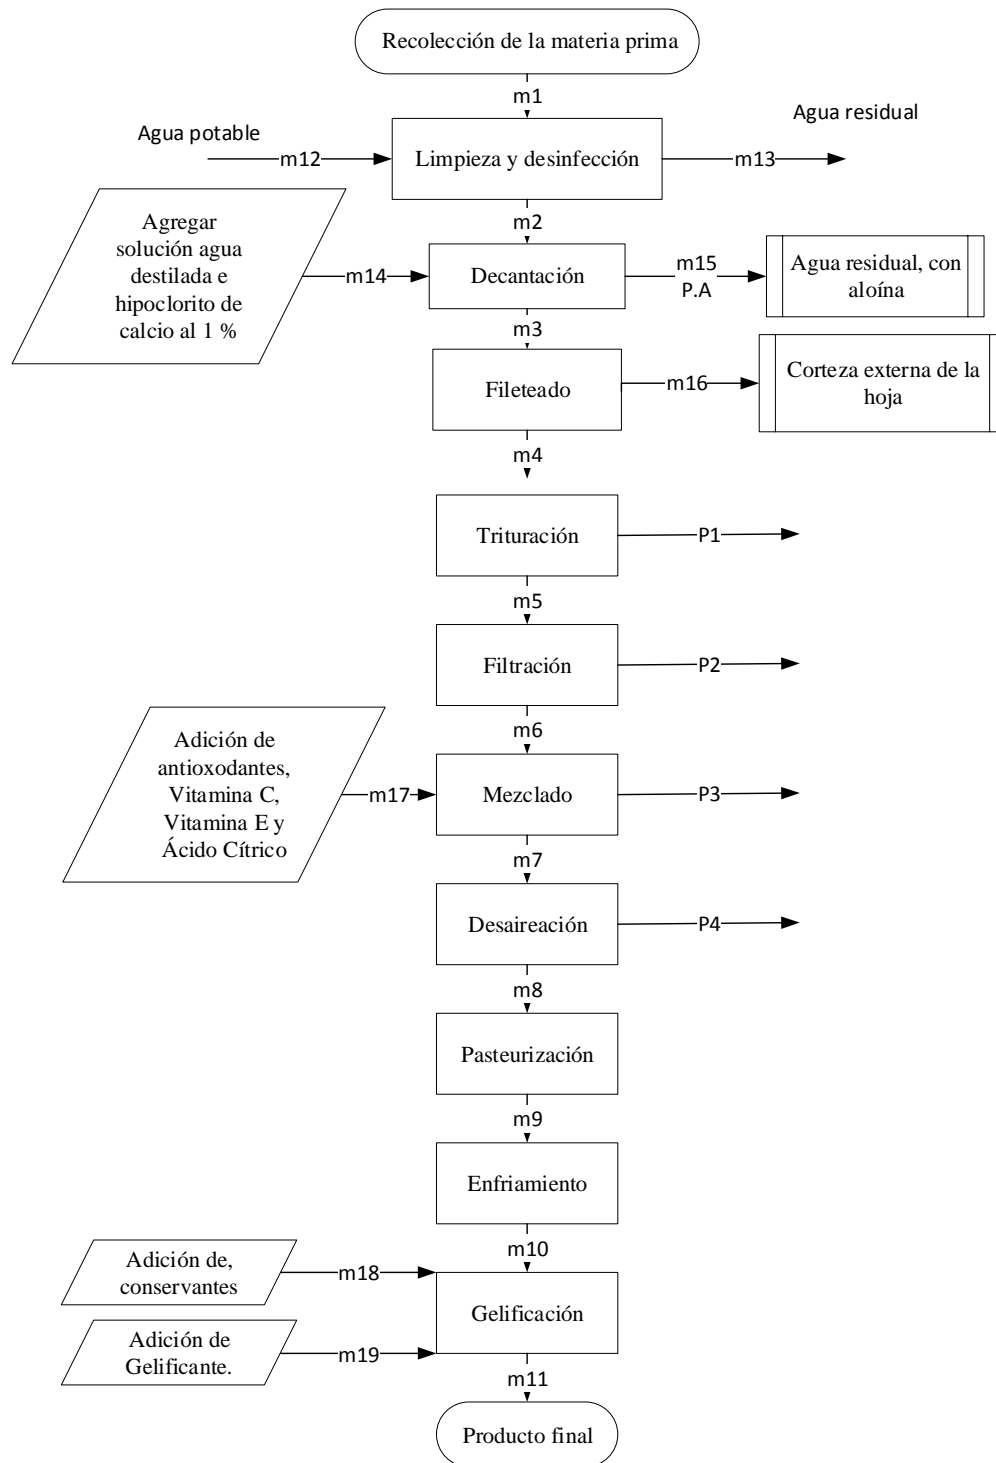 Recolección de la materia prima
m1
Agua potable
Agua residual
m12
Limpieza y desinfección
m13
m2
Agregar
solución agua
destilada e
hipoclorito de
calcio al 1 %
m14
Decantación
m15
P.A
Agua residual, con
aloína
m3
Fileteado
m16
Corteza externa de la
hoja
m4
Trituración
P1
m5
Filtración
P2
m6
Adición de
antioxodantes,
Vitamina C,
Vitamina E y
Ácido Cítrico
m17
Mezclado
P3
m7
Desaireación
P4
m8
Pasteurización
m9
Enfriamiento
m10
Adición de,
conservantes
m18
Gelificación
Adición de
Gelificante.
m19
m11
Producto final